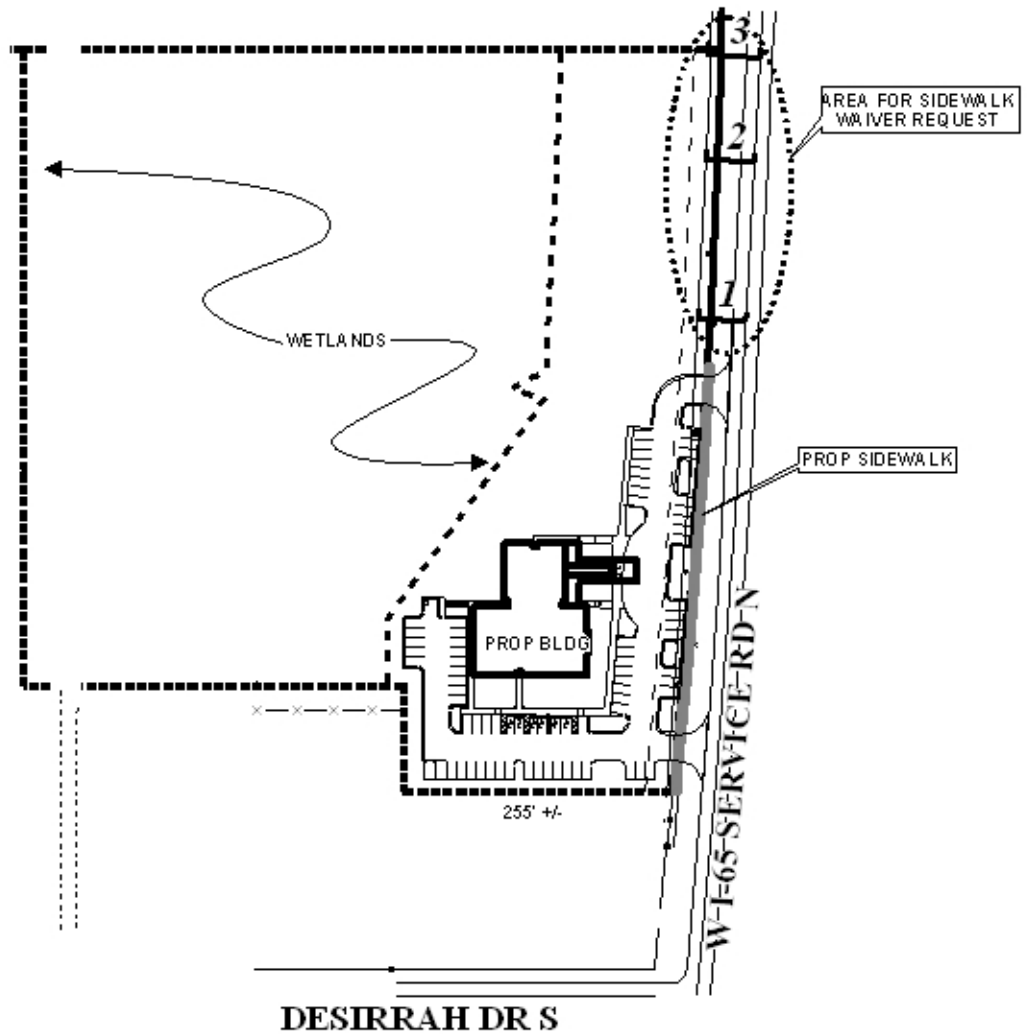 3
AREA FOR SIDEWALK
WAIVER REQUEST
2
1
WETLANDS
PROP SIDEWALK
PROP BLDG
W I-65 SERVICE RD N
255' +/-
DESIRRAH DR S